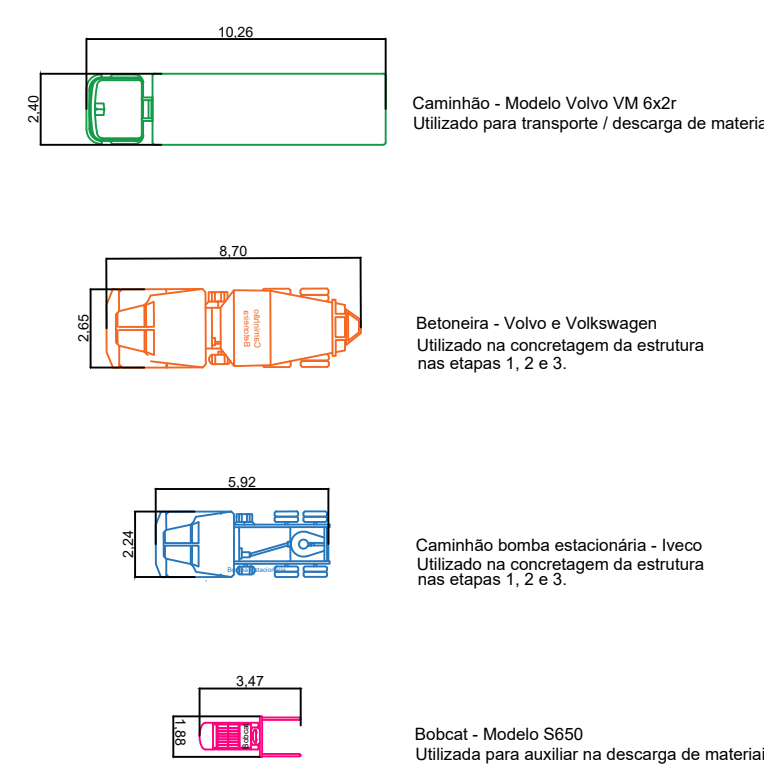 10,26
2,40
Caminhão - Modelo Volvo VM 6x2r
Utilizado para transporte / descarga de materia
8,70
2,65
Caminhão
Betoneira
Betoneira - Volvo e Volkswagen
Utilizado na concretagem da estrutura
nas etapas 1, 2 e 3.
5,92
2,24
Caminhão bomba estacionária - Iveco
Utilizado na concretagem da estrutura
nas etapas 1, 2 e 3.
3,47
1,88
Bobcat
Bobcat - Modelo S650
Utilizada para auxiliar na descarga de materiai